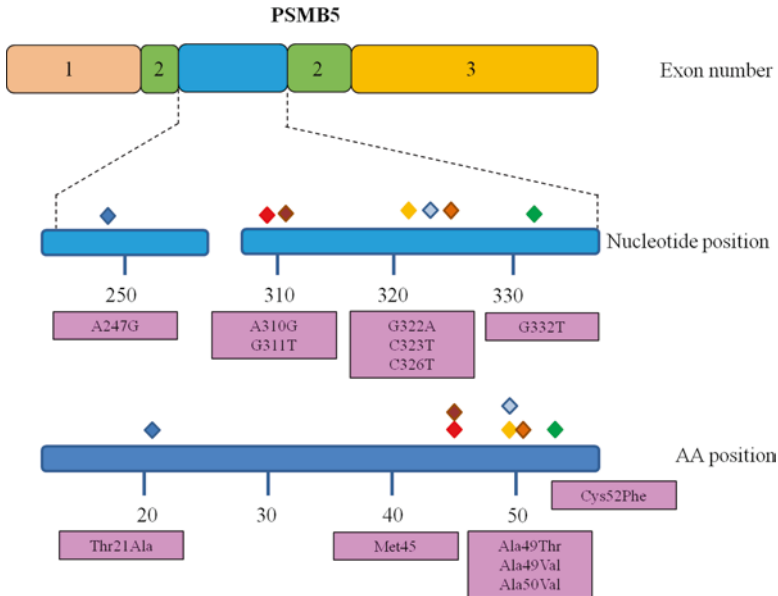 PSMB5
1 2 2 3 Exon number
Nucleotide position
250 310 320 330
A247G
A310G
G311T
G322A
C323T
C326T
G332T
AA position
20 30 40 50
Cys52Phe
Thr21Ala
Met45
Ala49Thr
Ala49Val
Ala50Val